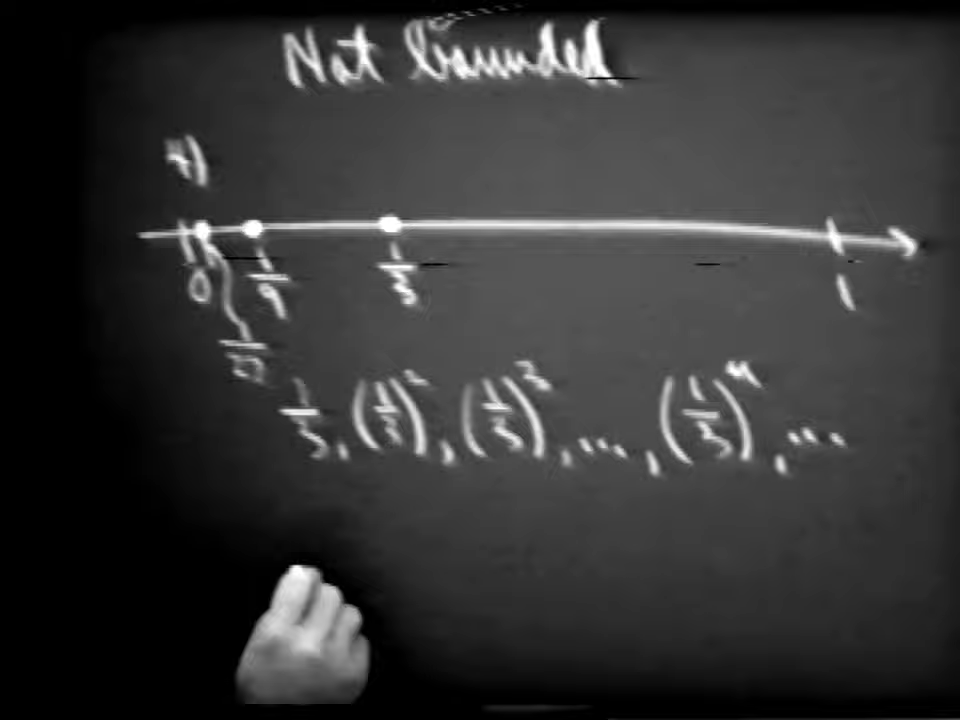 Not bounded
4)
0 1/9 1/3 1
1/27
1/3, (1/3)², (1/3)³, ..., (1/3)ⁿ, ...